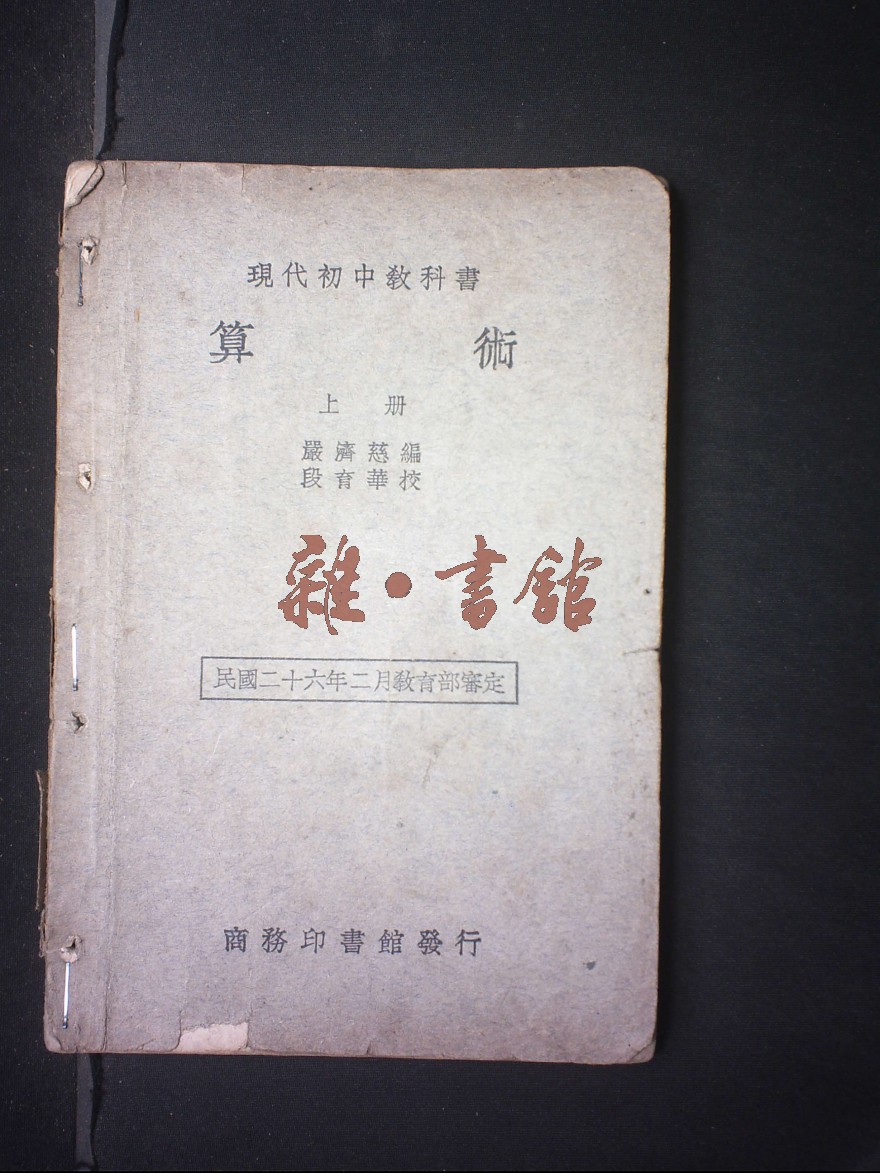 現代初中教科書
算術
上册
嚴濟慈編
段育華校
雜·書館
民國二十六年二月教育部審定
商務印書館發行